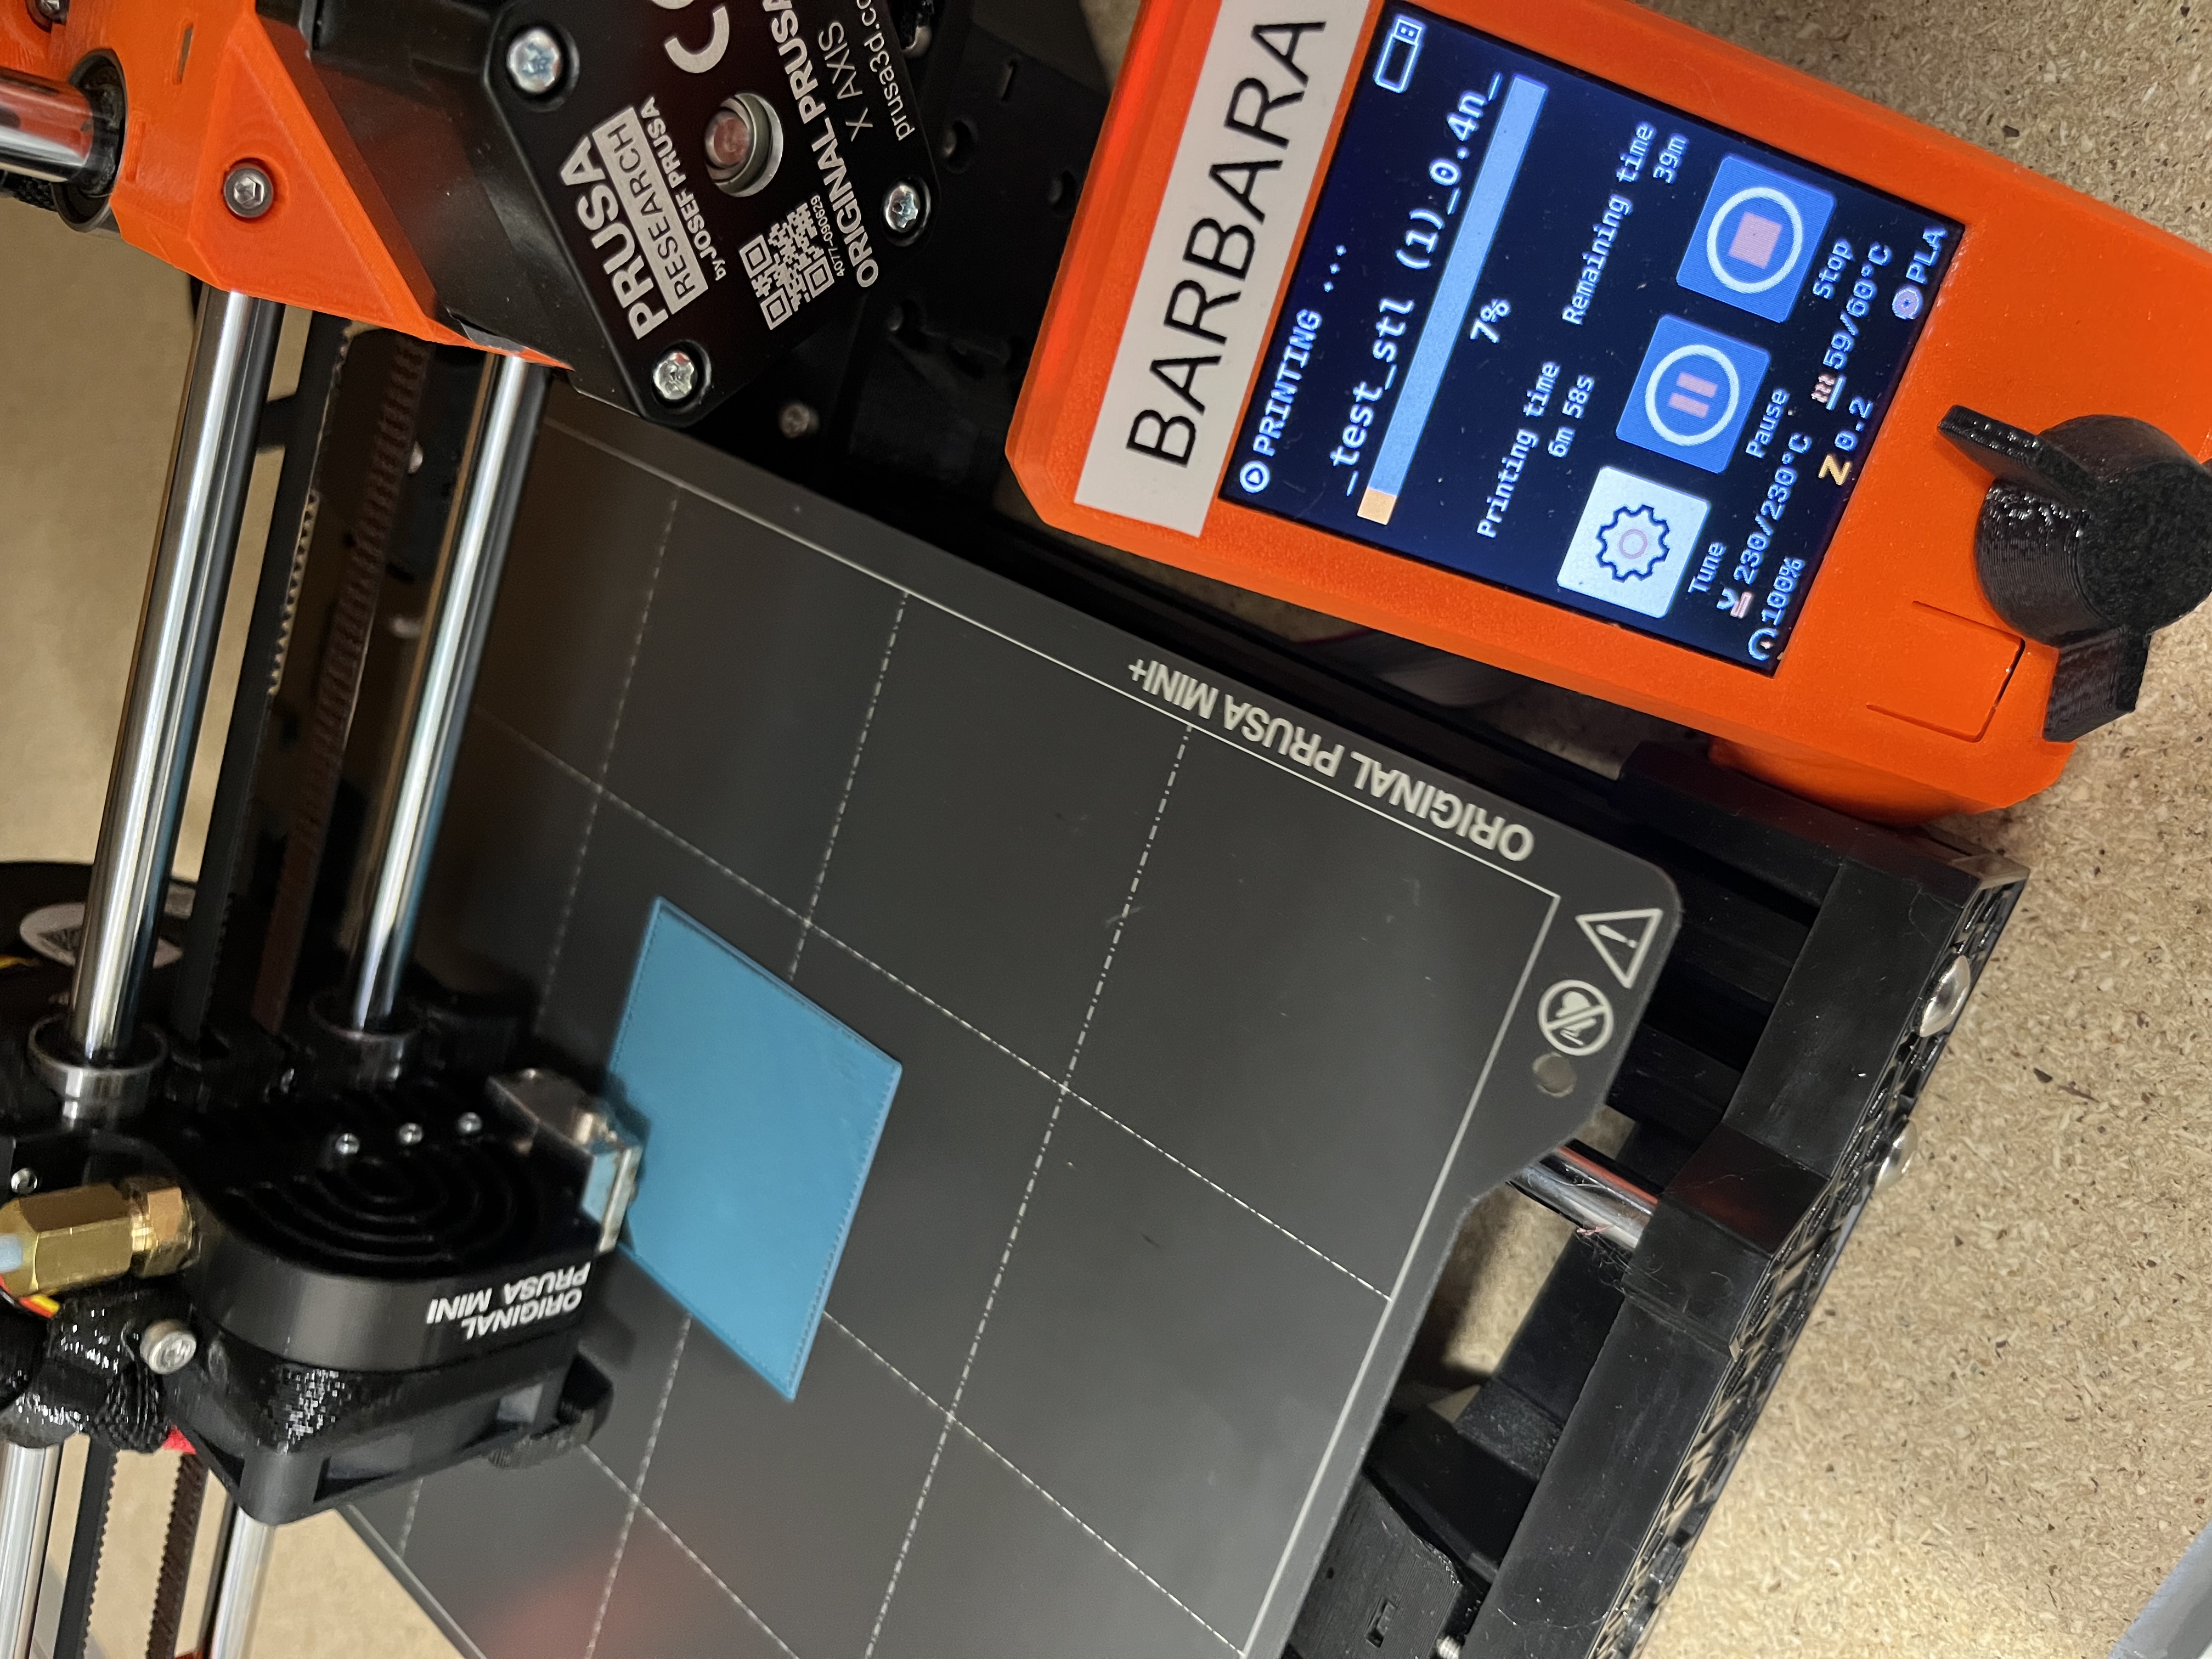 ORIGINAL
PRUSA MINI
PRUSA
RESEARCH
by JOSEF PRUSA
4077-090629
ORIGINAL PRUSA
X AXIS
prusa3d.co
ORIGINAL PRUSA MINI+
BARBARA
PRINTING ...
_test_stl (1)_0.4n_
7%
Printing time
6m 58s
Remaining time
39m
Tune
Pause
Stop
230/230°C
59/60°C
100%
Z 0.2
PLA